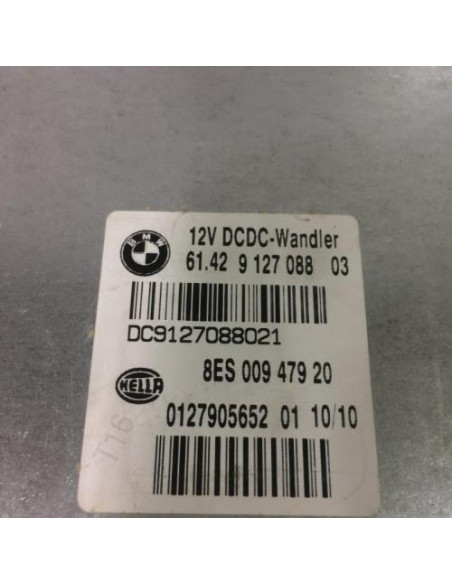 BMW
12V DCDC-Wandler
61.42 9 127 088 03
DC9127088021
HELLA
8ES 009 479 20
0127905652 01 10/10
T16